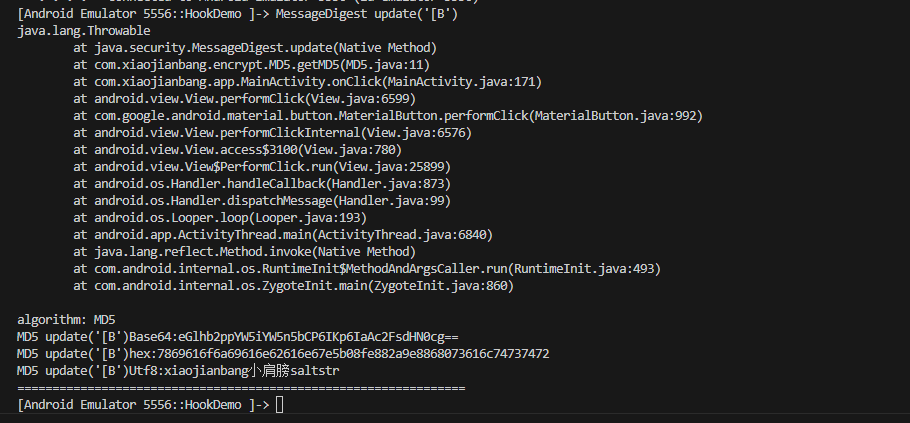 [Android Emulator 5556::HookDemo ]-> MessageDigest update('[B')
java.lang.Throwable
at java.security.MessageDigest.update(Native Method)
at com.xiaojianbang.encrypt.MD5.getMD5(MD5.java:11)
at com.xiaojianbang.app.MainActivity.onClick(MainActivity.java:171)
at android.view.View.performClick(View.java:6599)
at com.google.android.material.button.MaterialButton.performClick(MaterialButton.java:992)
at android.view.View.performClickInternal(View.java:6576)
at android.view.View.access$3100(View.java:780)
at android.view.View$PerformClick.run(View.java:25899)
at android.os.Handler.handleCallback(Handler.java:873)
at android.os.Handler.dispatchMessage(Handler.java:99)
at android.os.Looper.loop(Looper.java:193)
at android.app.ActivityThread.main(ActivityThread.java:6840)
at java.lang.reflect.Method.invoke(Native Method)
at com.android.internal.os.RuntimeInit$MethodAndArgsCaller.run(RuntimeInit.java:493)
at com.android.internal.os.ZygoteInit.main(ZygoteInit.java:860)
algorithm: MD5
MD5 update('[B')Base64:eGlhb2ppYW5iYW5n5bCP6IKp6IaAc2FsdHN0cg==
MD5 update('[B')hex:7869616f6a69616e62616e67e5b08fe882a9e8868073616c74737472
MD5 update('[B')Utf8:xiaojianbang小肩膀saltstr
=================================================================
[Android Emulator 5556::HookDemo ]->